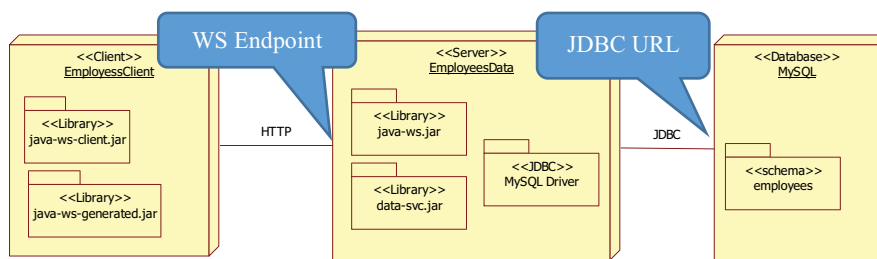 WS Endpoint
JDBC URL
<<Client>>
EmployessClient
<<Library>>
java-ws-client.jar
<<Library>>
java-ws-generated.jar
HTTP
<<Server>>
EmployeesData
<<Library>>
java-ws.jar
<<Library>>
data-svc.jar
<<JDBC>>
MySQL Driver
JDBC
<<Database>>
MySQL
<<schema>>
employees